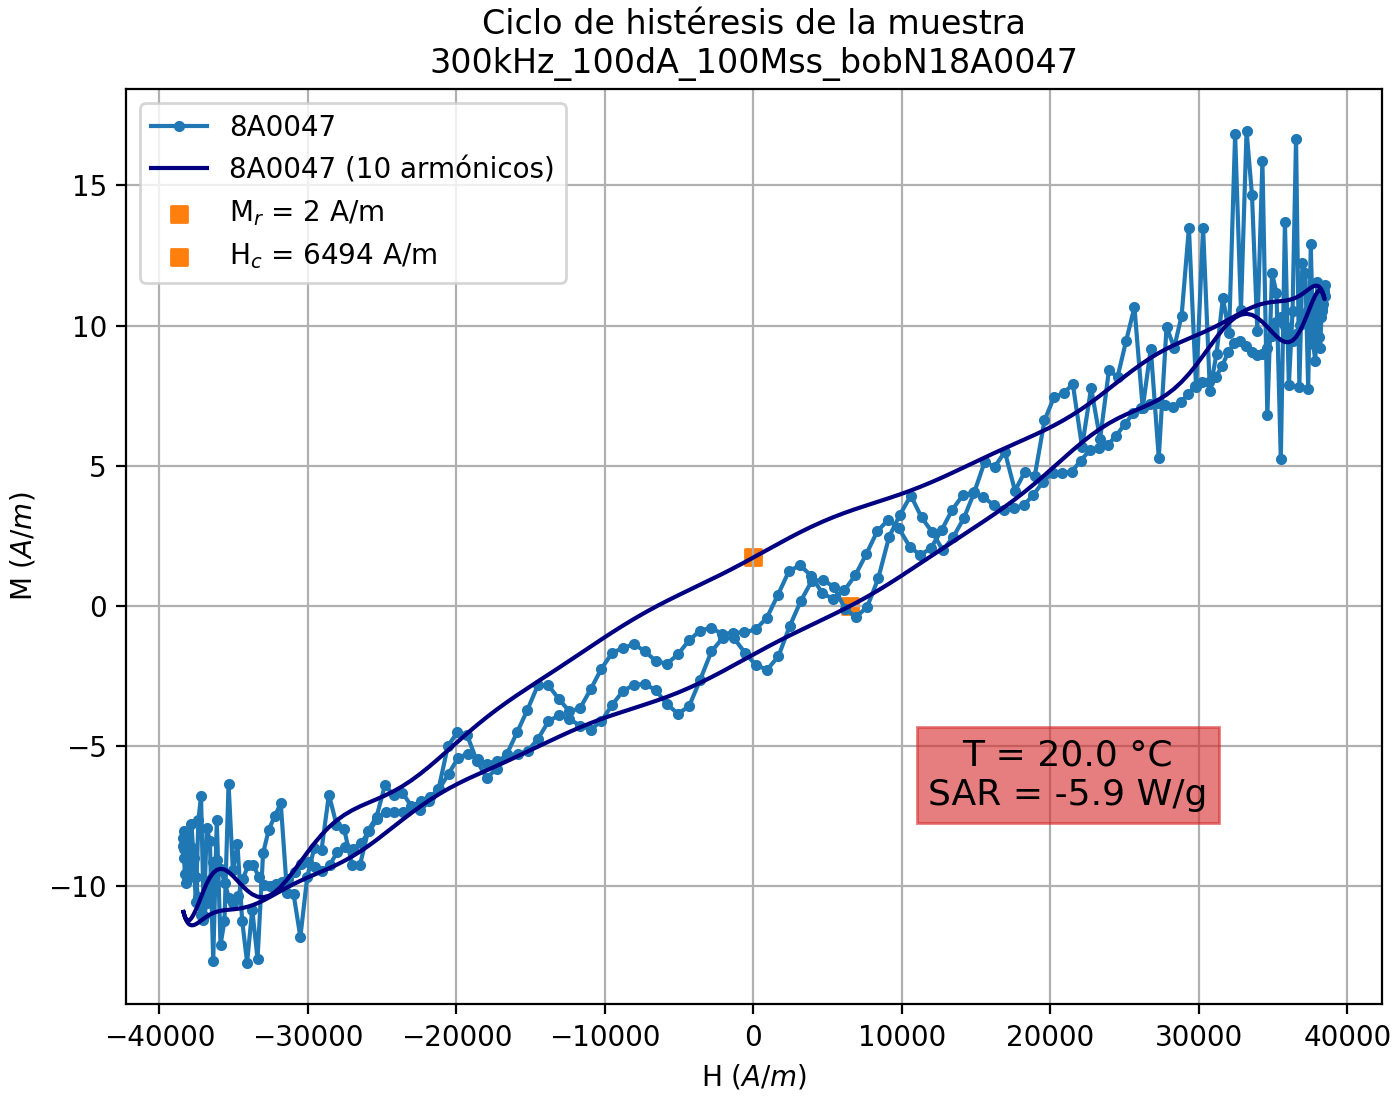 Ciclo de histéresis de la muestra
300kHz_100dA_100Mss_bobN18A0047
8A0047
8A0047 (10 armónicos)
Mᵣ = 2 A/m
H꜀ = 6494 A/m
M (A/m)
15
10
5
0
−5
−10
T = 20.0 °C
SAR = -5.9 W/g
−40000 −30000 −20000 −10000 0 10000 20000 30000 40000
H (A/m)